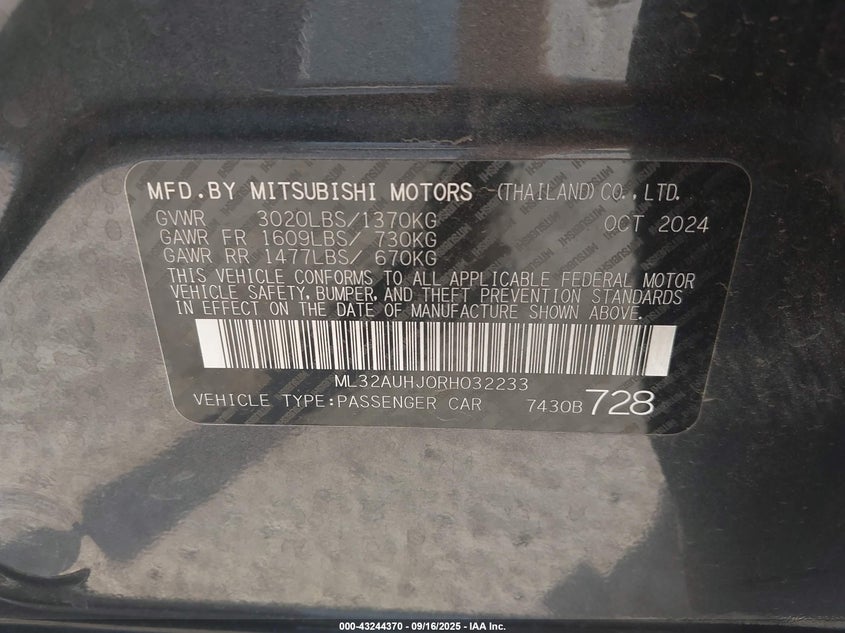 MFD.BY MITSUBISHI MOTORS (THAILAND) CO., LTD.
GVWR 3020LBS/1370KG OCT 2024
GAWR FR 1609LBS/ 730KG
GAWR RR 1477LBS/ 670KG
THIS VEHICLE CONFORMS TO ALL APPLICABLE FEDERAL MOTOR
VEHICLE SAFETY, BUMPER, AND THEFT PREVENTION STANDARDS
IN EFFECT ON THE DATE OF MANUFACTURE SHOWN ABOVE.
ML32AUHJ0RH032233
VEHICLE TYPE:PASSENGER CAR 7430B 728
000-43244370 - 09/16/2025 - IAA Inc.